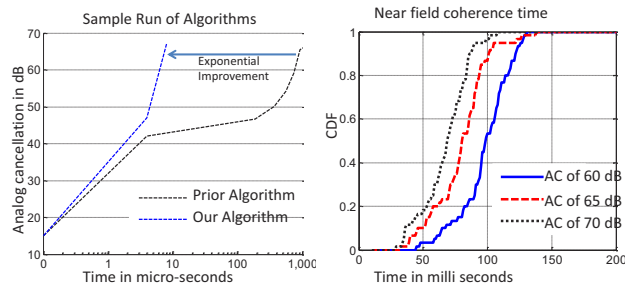 Sample Run of Algorithms
70
60
50
40
30
20
10
Analog cancellation in dB
Exponential
Improvement
Prior Algorithm
Our Algorithm
0 1 10 100 1,000
Time in micro-seconds
Near field coherence time
1
0.8
0.6
0.4
0.2
0
CDF
AC of 60 dB
AC of 65 dB
AC of 70 dB
0 50 100 150 200
Time in milli seconds